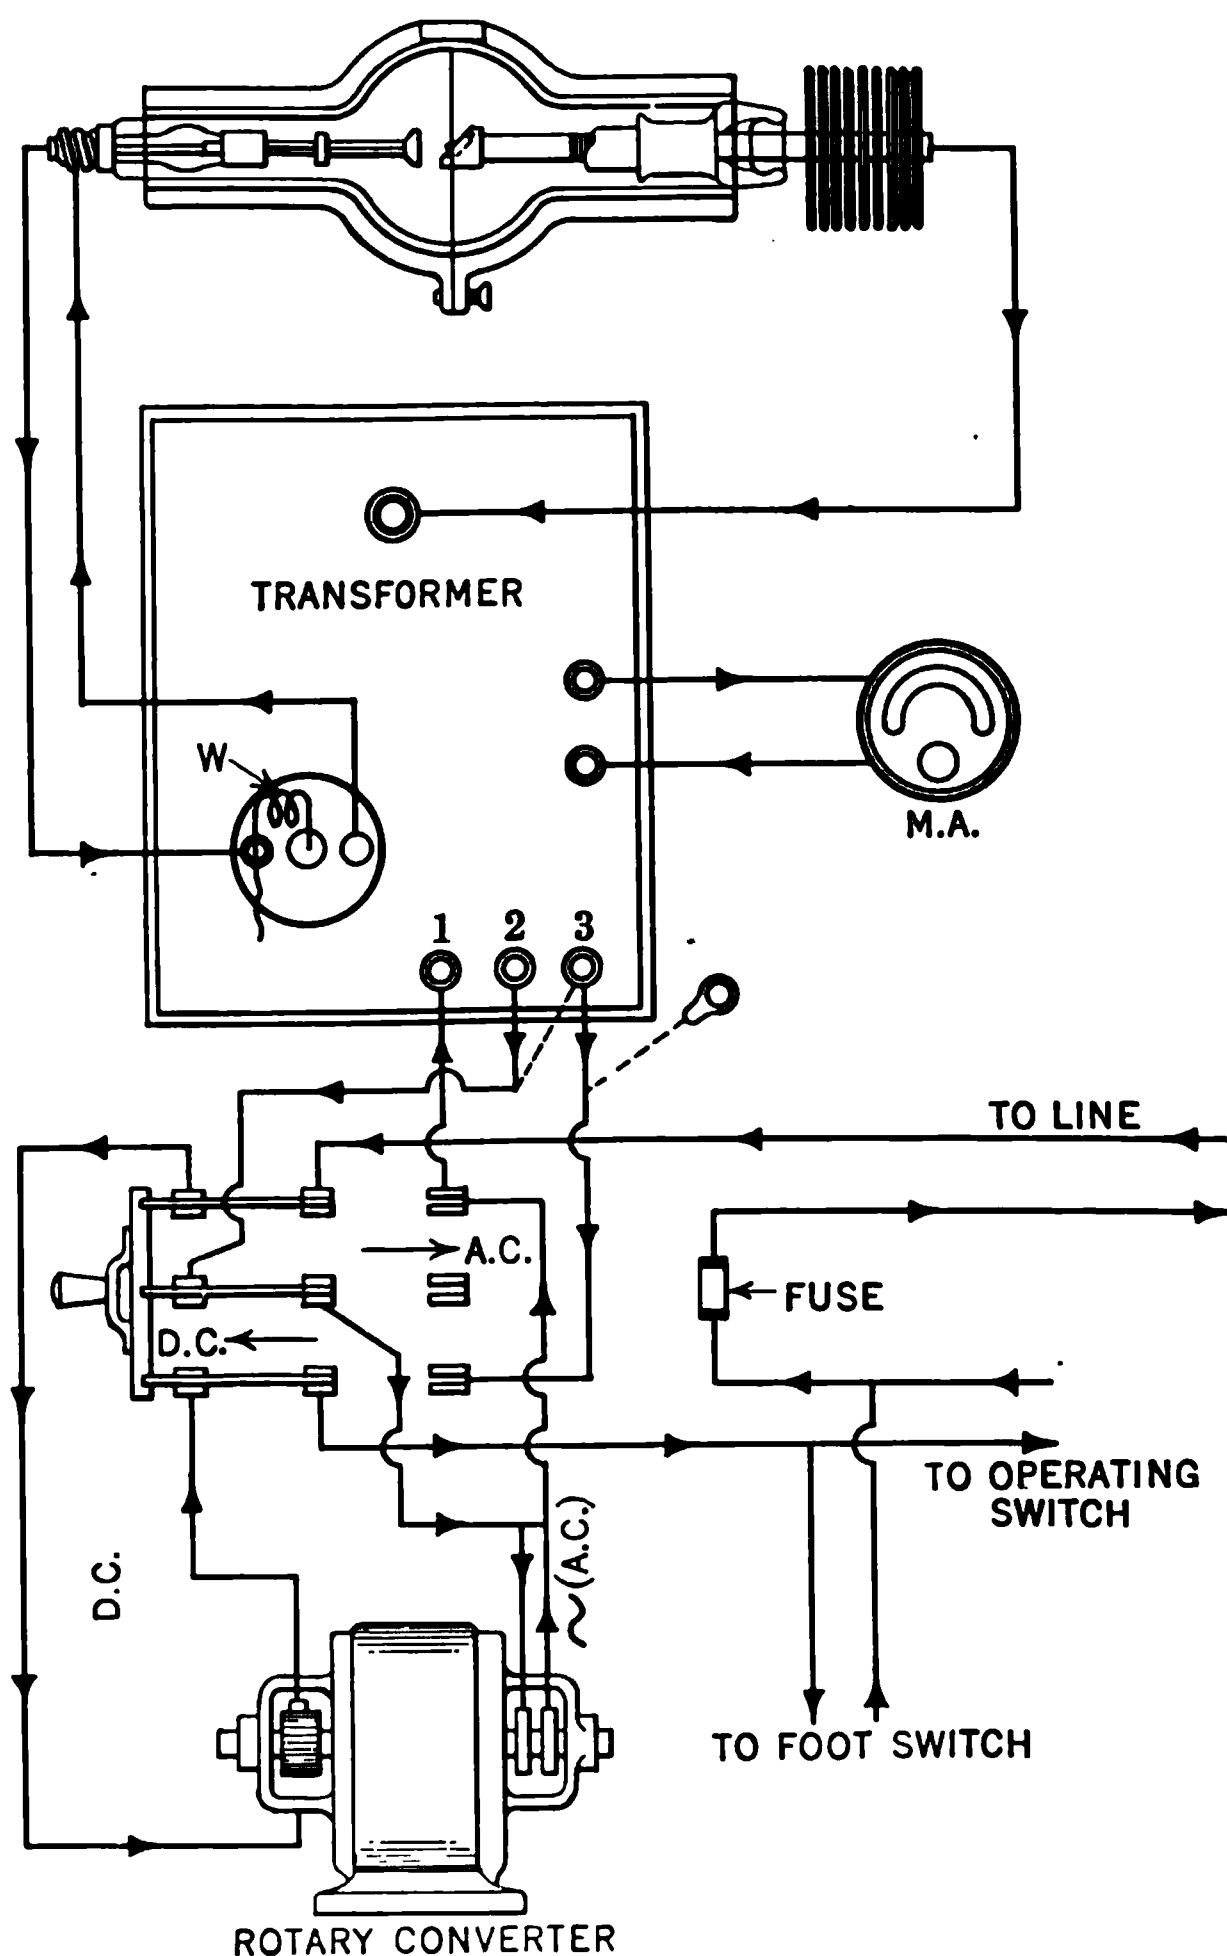 TRANSFORMER
W
M.A.
1 2 3
TO LINE
A.C.
FUSE
D.C.
TO OPERATING
SWITCH
D.C.
~(A.C.)
TO FOOT SWITCH
ROTARY CONVERTER